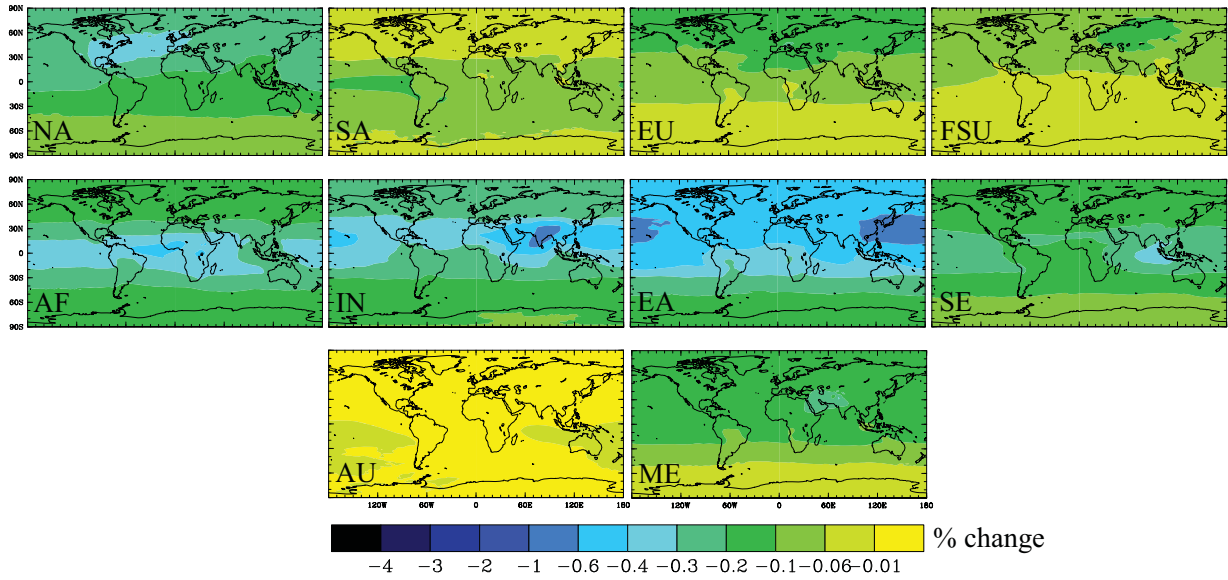 90N
60N
30N
0
30S
60S
90S
NA
SA
EU
FSU
90N
60N
30N
0
30S
60S
90S
AF
IN
EA
SE
AU
ME
120W 60W 0 60E 120E 120W 60W 0 60E 120E 180
-4 -3 -2 -1 -0.6 -0.4 -0.3 -0.2 -0.1 -0.06 -0.01
% change